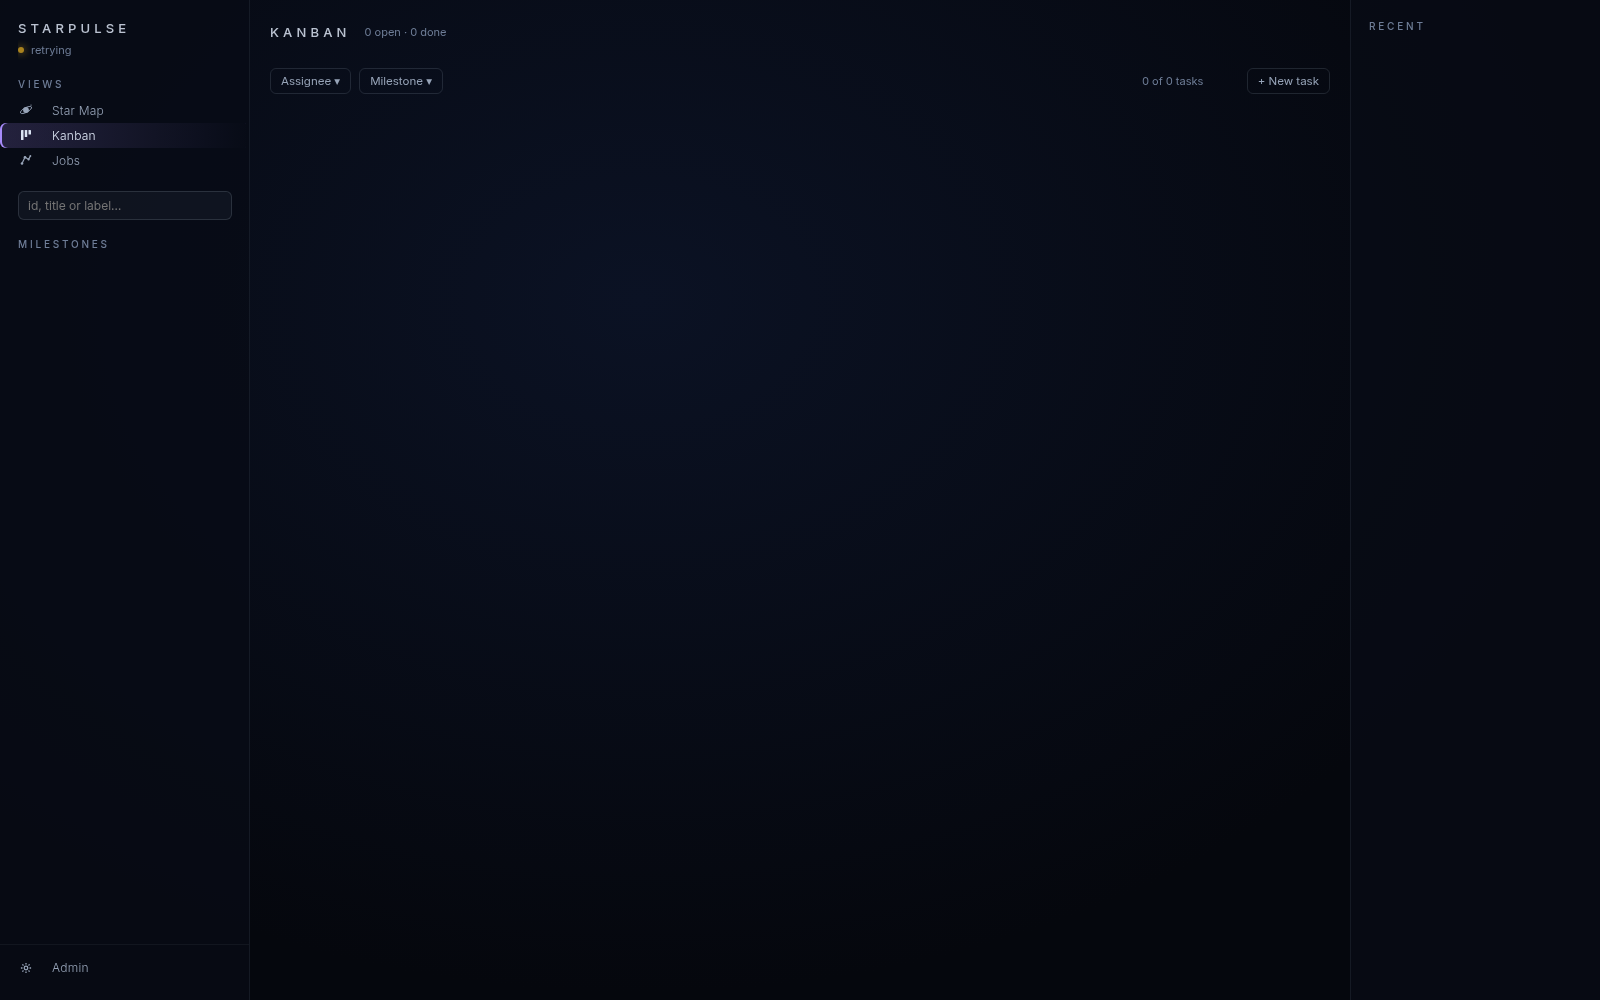 STARPULSE
retrying
VIEWS
Star Map
Kanban
Jobs
id, title or label...
MILESTONES
Admin
KANBAN 0 open · 0 done
Assignee ▾ Milestone ▾ 0 of 0 tasks + New task
RECENT